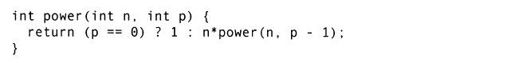 int power(int n, int p) {
  return (p == 0) ? 1 : n*power(n, p - 1);
}